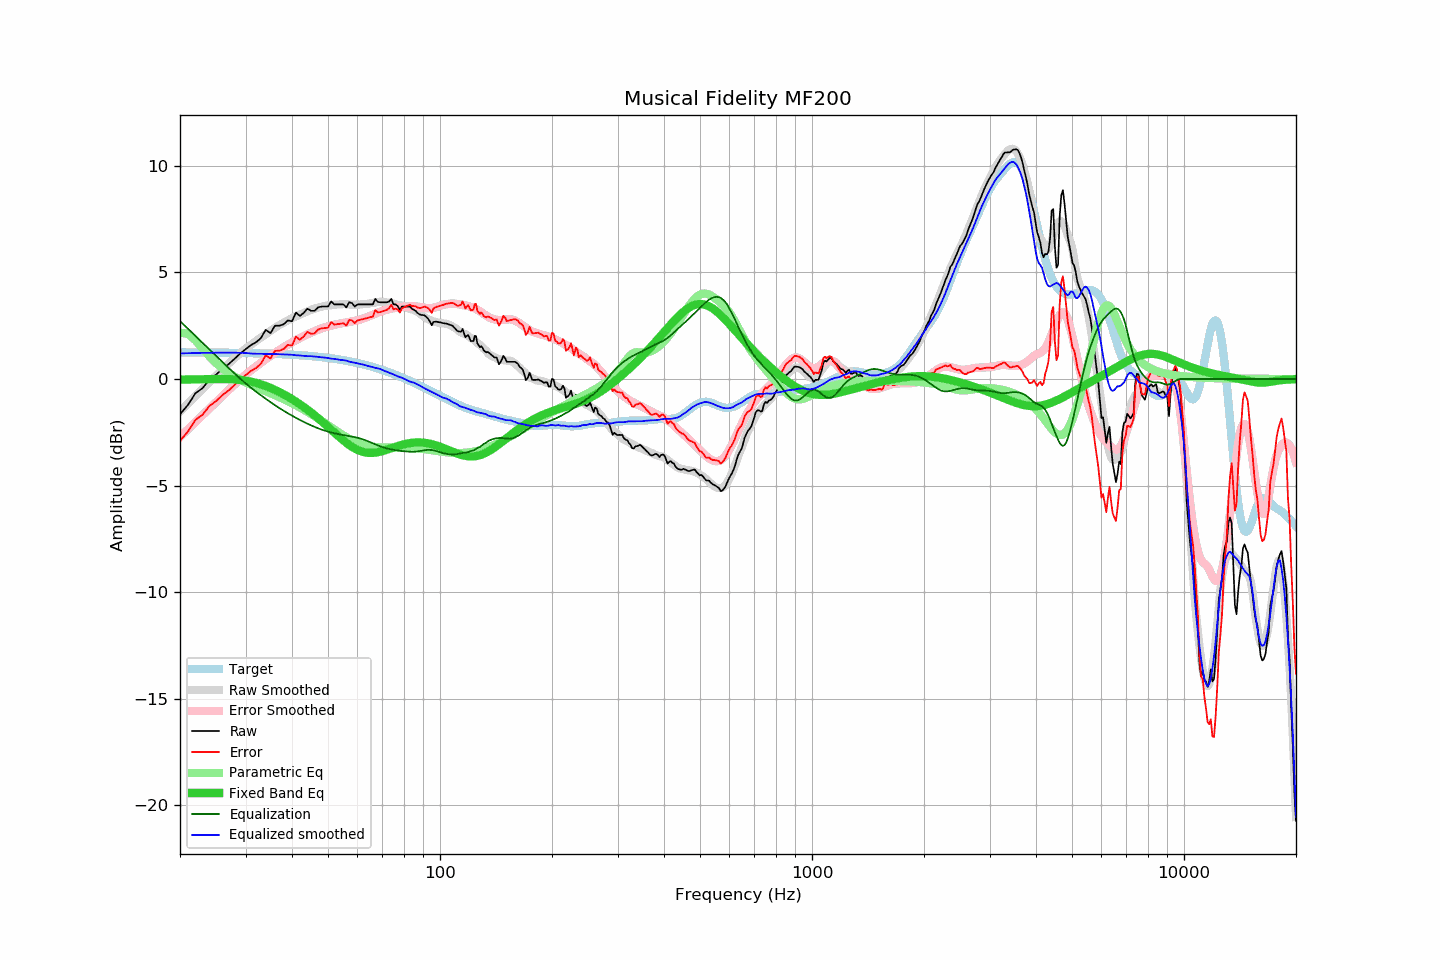 Musical Fidelity MF200
10
5
0
−5
−10
−15
−20
Amplitude (dBr)
Target
Raw Smoothed
Error Smoothed
Raw
Error
Parametric Eq
Fixed Band Eq
Equalization
Equalized smoothed
100
1000
10000
Frequency (Hz)